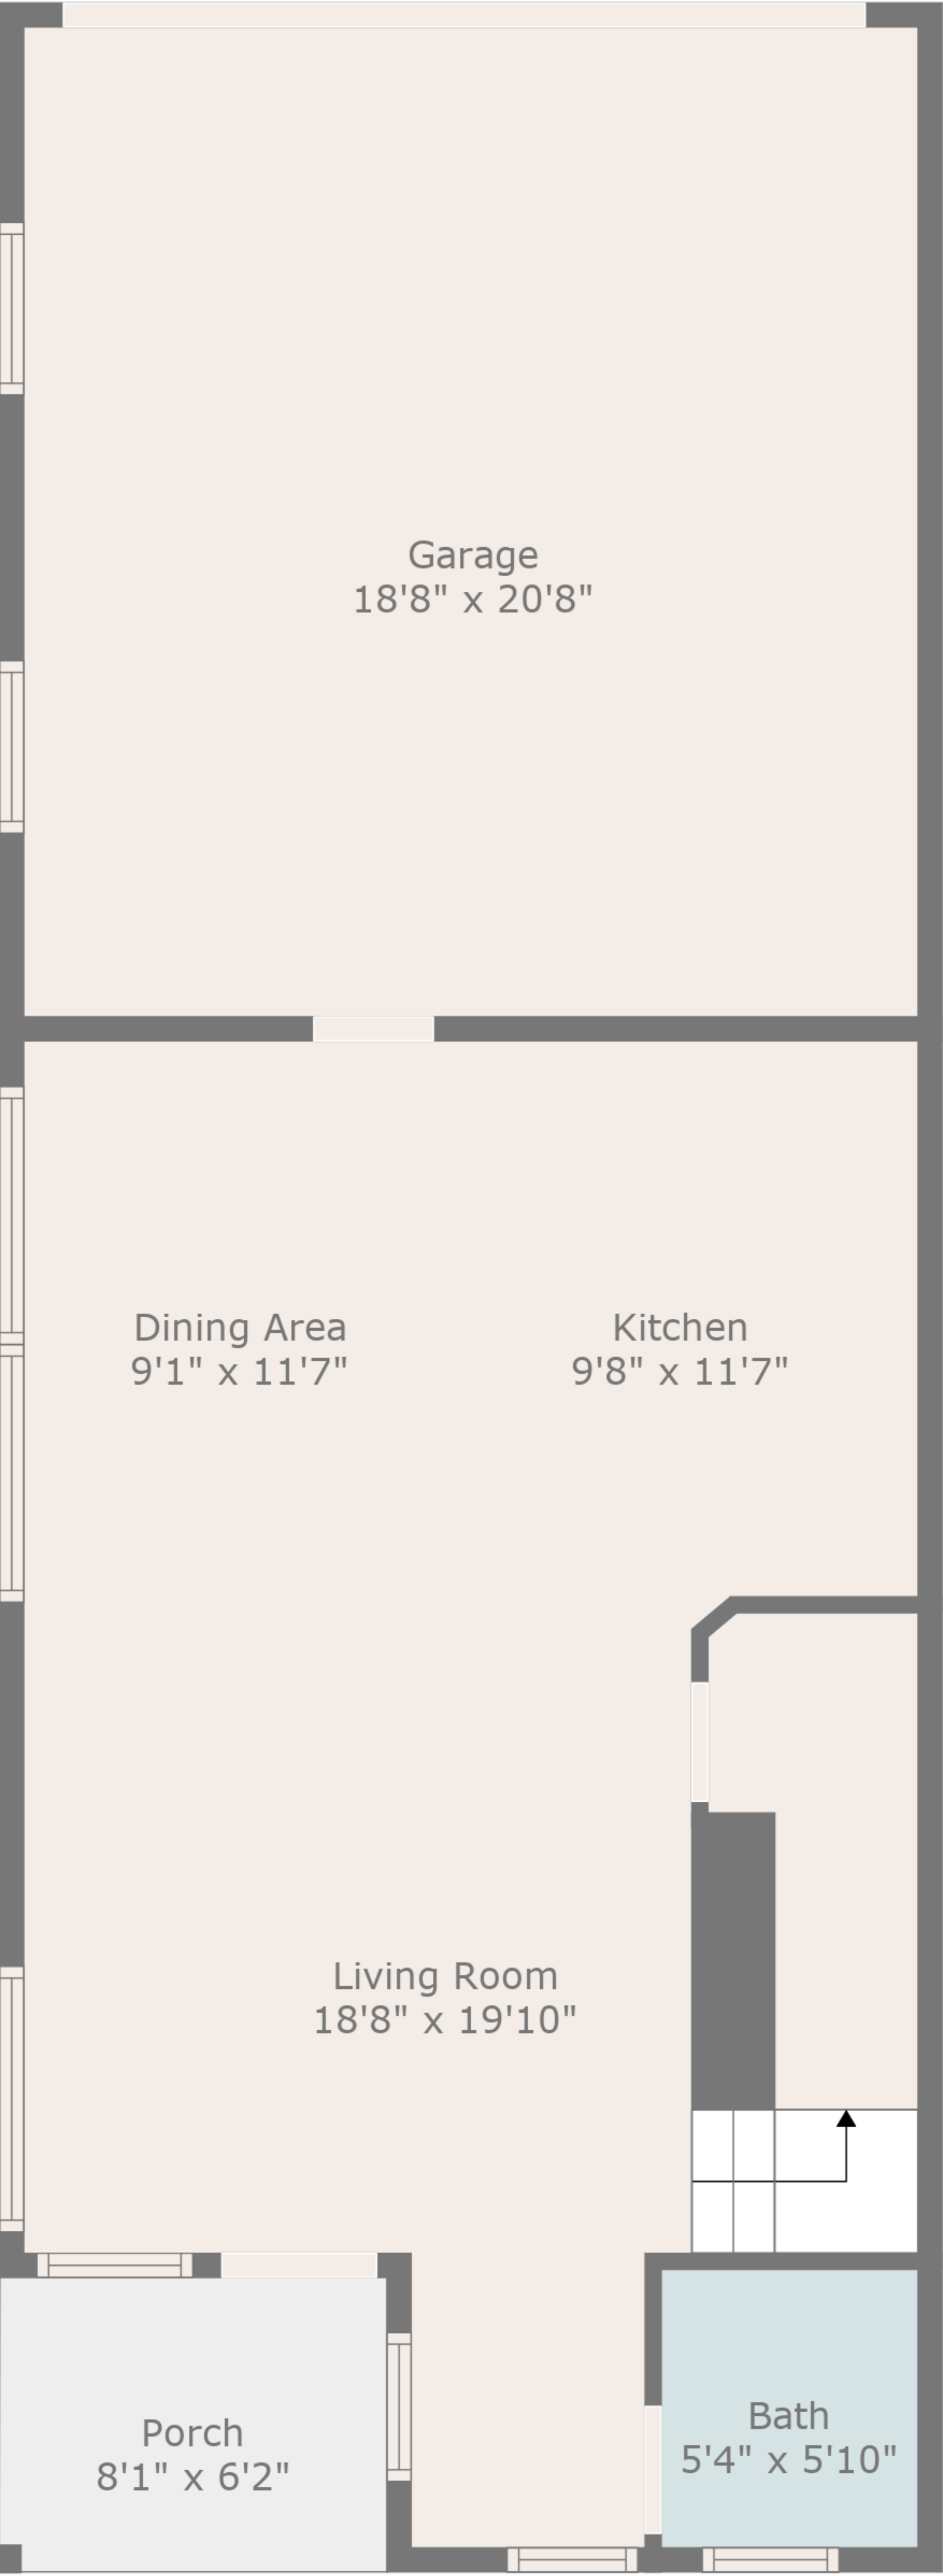 Garage
18'8" x 20'8"
Dining Area
9'1" x 11'7"
Kitchen
9'8" x 11'7"
Living Room
18'8" x 19'10"
Porch
8'1" x 6'2"
Bath
5'4" x 5'10"